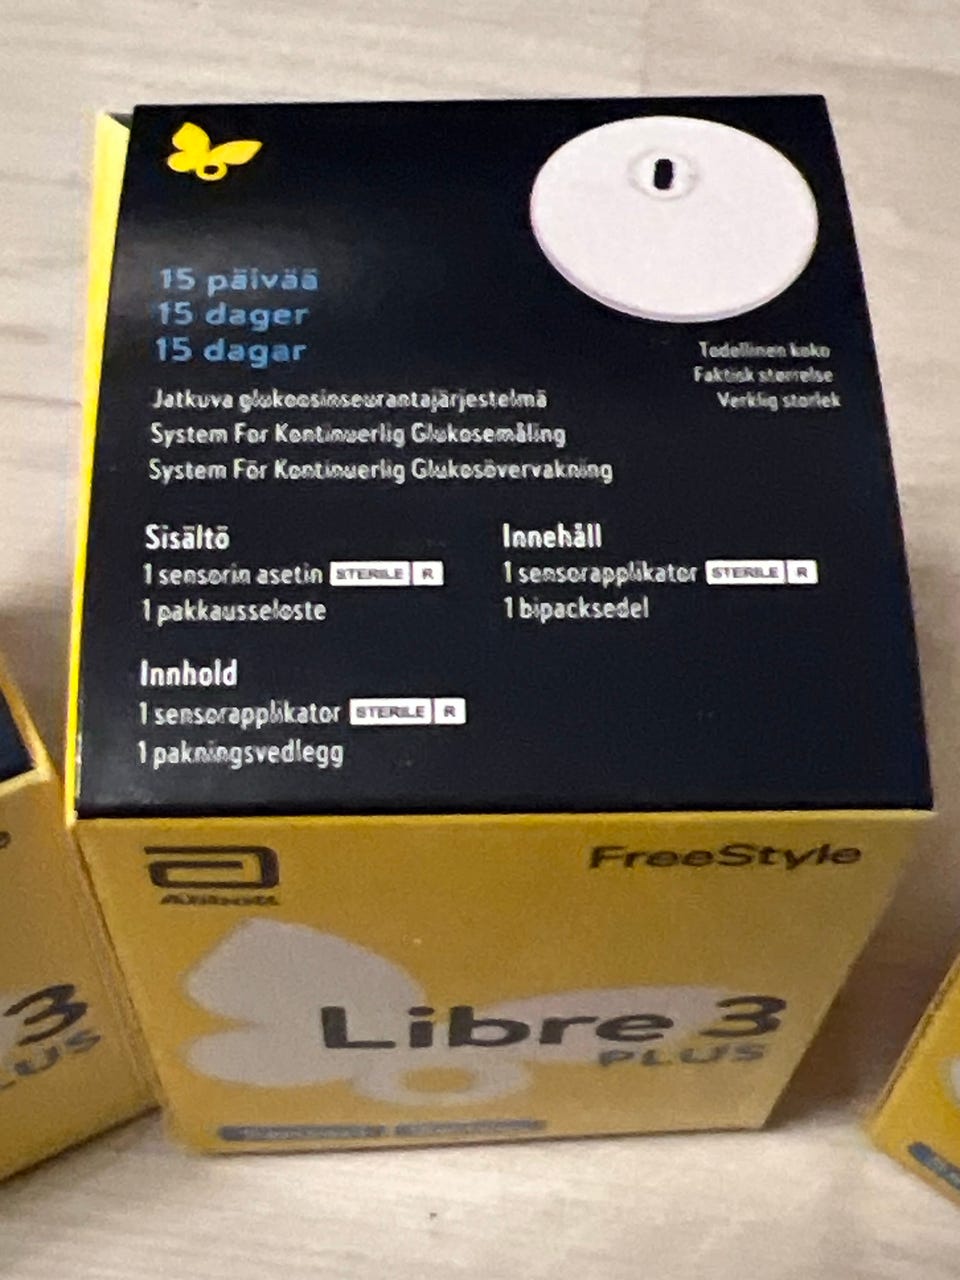 15 päivää
15 dager
15 dagar
Todellinen koko
Faktisk størrelse
Verklig storlek
Jatkuva glukoosinseurantajärjestelmä
System For Kontinuerlig Glukosemåling
System För Kontinuerlig Glukosövervakning
Sisältö
1 sensorin asetin STERILE R
1 pakkausseloste
Innehåll
1 sensorapplikator STERILE R
1 bipacksedel
Innhold
1 sensorapplikator STERILE R
1 pakningsvedlegg
Abbott
FreeStyle
Libre 3
PLUS
3
LUS